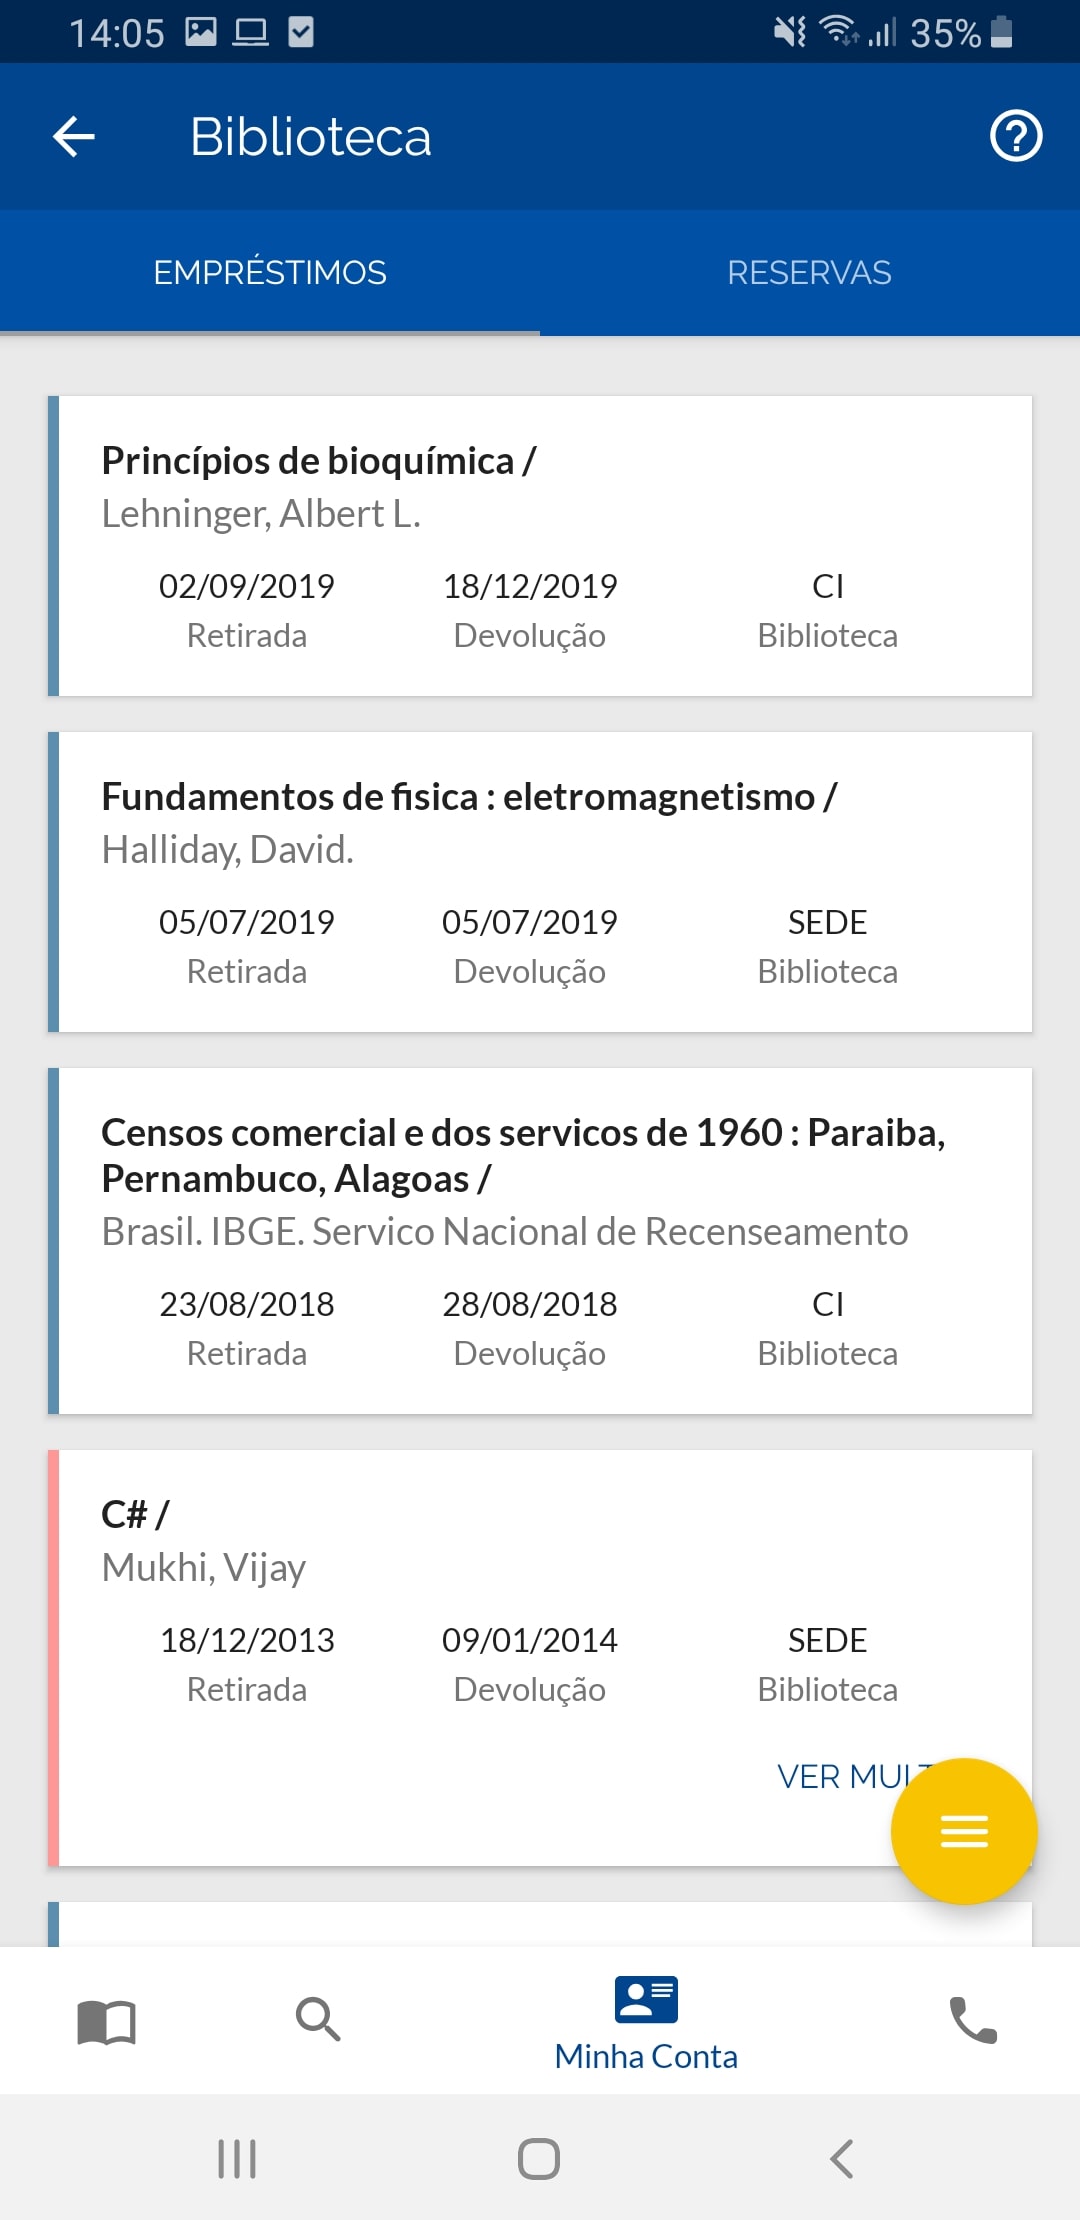 14:05
35%
Biblioteca
EMPRÉSTIMOS
RESERVAS
Princípios de bioquímica /
Lehninger, Albert L.
02/09/2019 18/12/2019 CI
Retirada Devolução Biblioteca
Fundamentos de fisica : eletromagnetismo /
Halliday, David.
05/07/2019 05/07/2019 SEDE
Retirada Devolução Biblioteca
Censos comercial e dos servicos de 1960 : Paraiba,
Pernambuco, Alagoas /
Brasil. IBGE. Servico Nacional de Recenseamento
23/08/2018 28/08/2018 CI
Retirada Devolução Biblioteca
C# /
Mukhi, Vijay
18/12/2013 09/01/2014 SEDE
Retirada Devolução Biblioteca
VER
Minha Conta